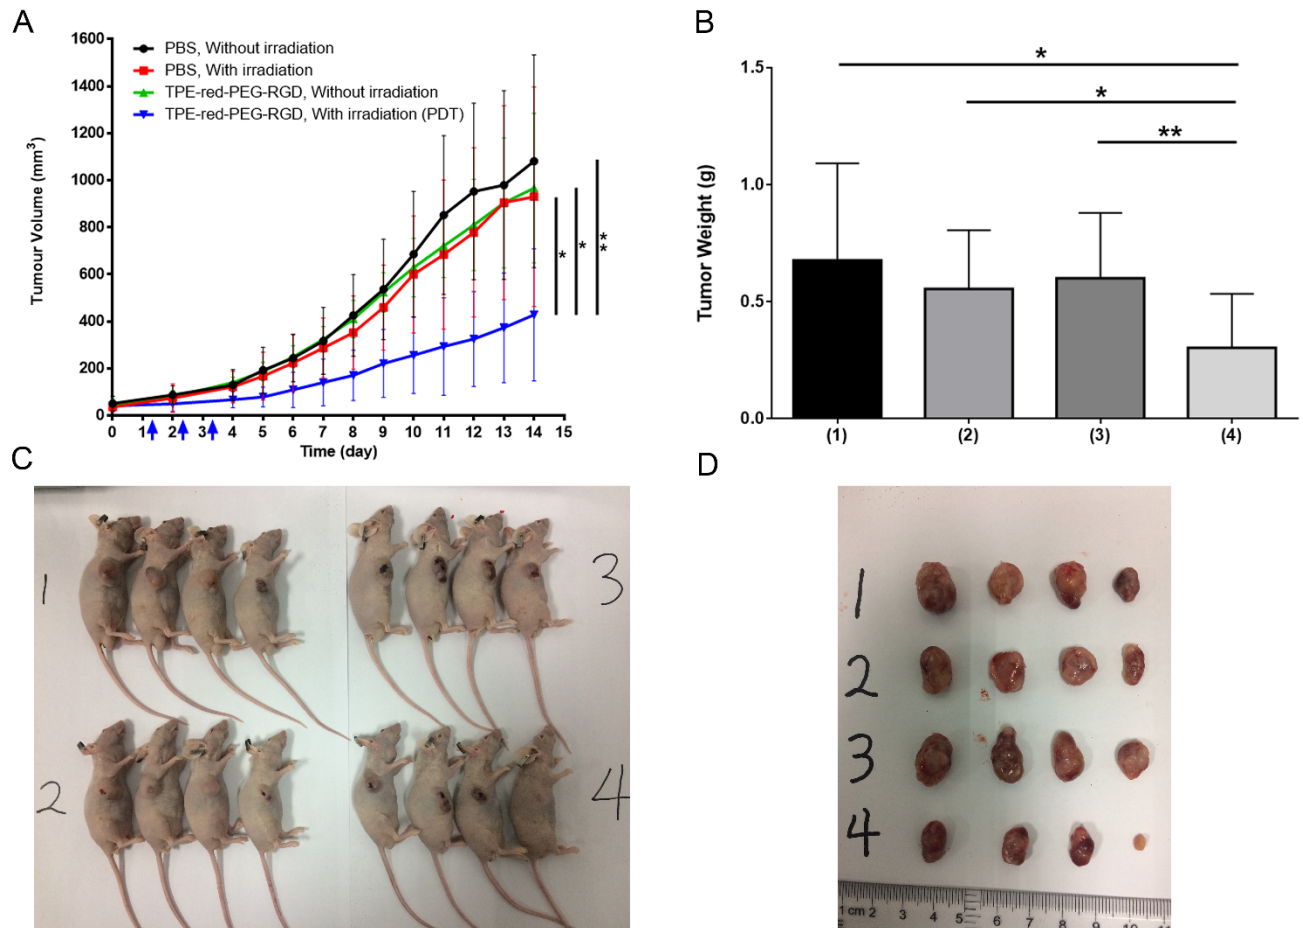 A
1600
1400
1200
1000
800
600
400
200
0
Tumour Volume (mm³)
PBS, Without irradiation
PBS, With irradiation
TPE-red-PEG-RGD, Without irradiation
TPE-red-PEG-RGD, With irradiation (PDT)
*
*
**
0 1 2 3 4 5 6 7 8 9 10 11 12 13 14 15
Time (day)
B
1.5
1.0
0.5
0.0
Tumor Weight (g)
*
*
**
(1) (2) (3) (4)
C
1
3
2
4
D
1
2
3
4
1 cm 2 3 4 5 6 7 8 9 10 11